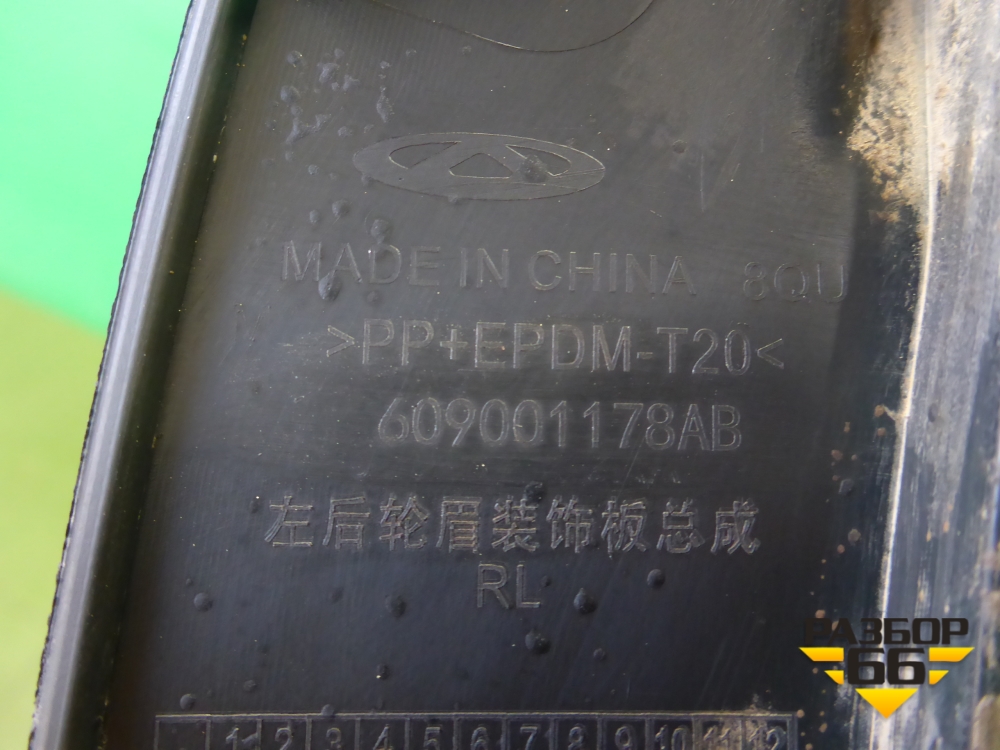 MADE IN CHINA 8QU
>PP+EPDM-T20<
609001178AB
左后轮眉装饰板总成
RL
РАЗБОР
66
1 2 3 4 5 6 7 8 9 10 11 12